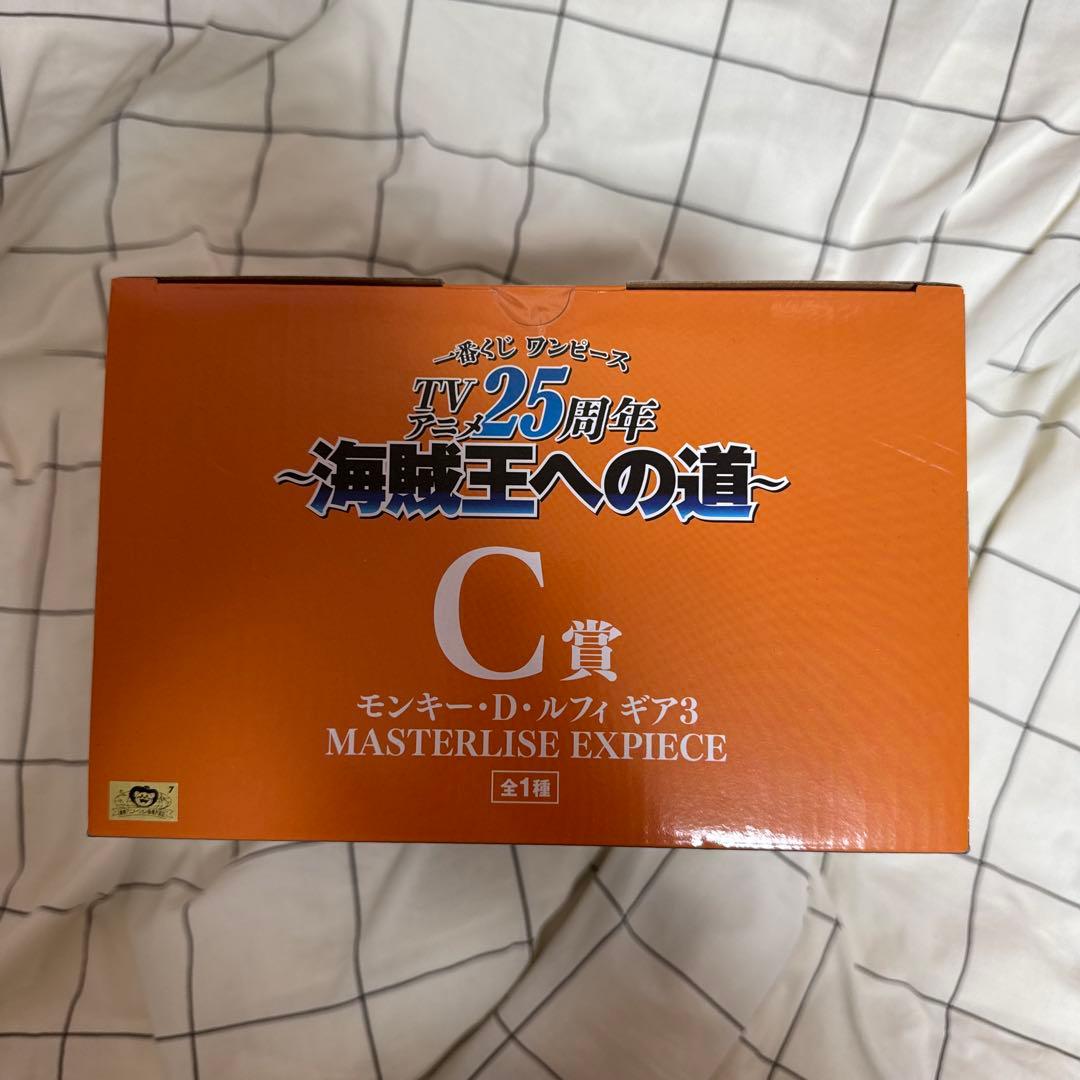 一番くじ ワンピース
TVアニメ25周年
~海賊王への道~
C賞
モンキー・D・ルフィ ギア3
MASTERLISE EXPIECE
全1種